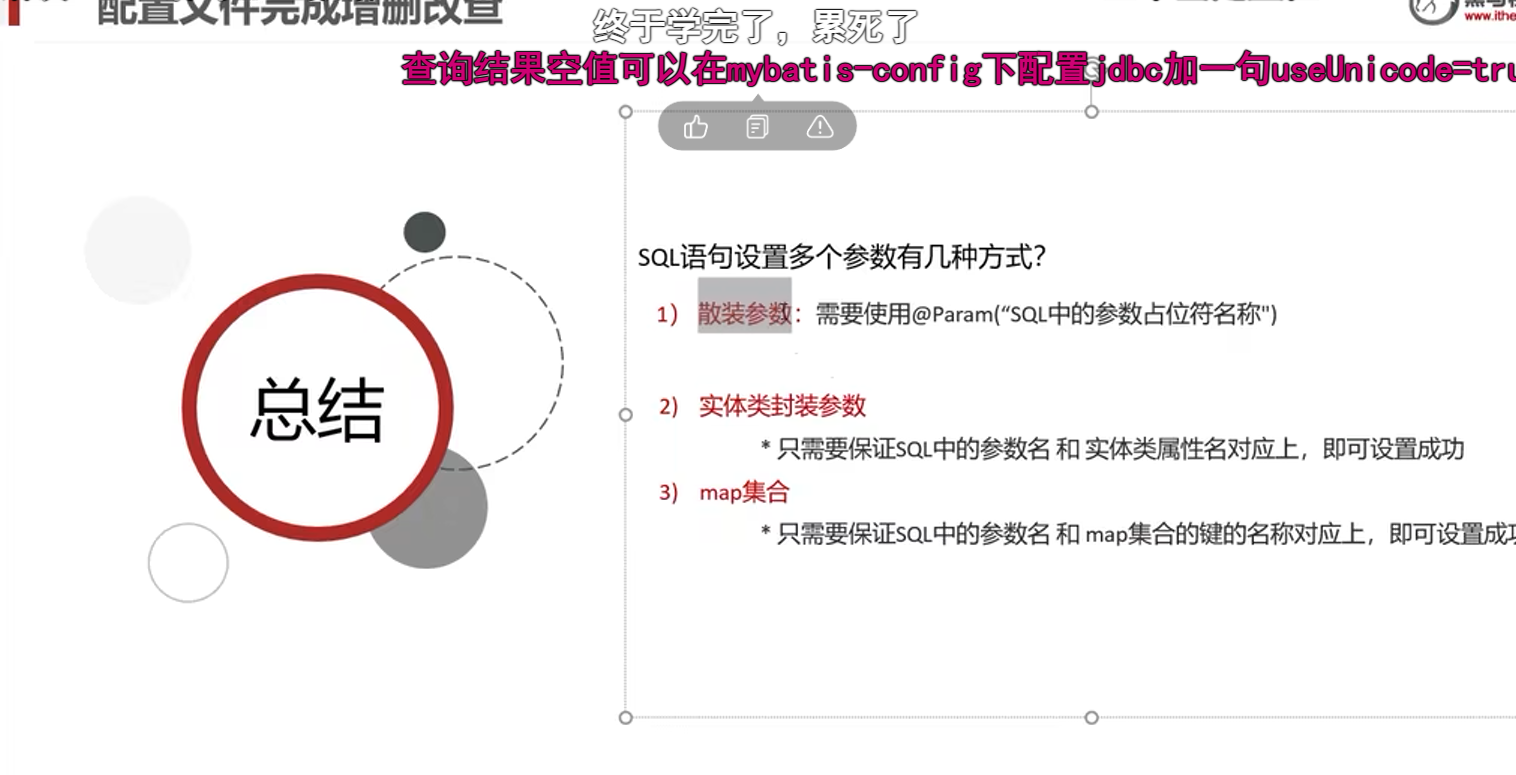 配置文件完成增删改查
终于学完了，累死了
www.ithe
查询结果空值可以在mybatis-config下配置jdbc加一句useUnicode=tru
SQL语句设置多个参数有几种方式？
1） 散装参数：需要使用@Param(“SQL中的参数占位符名称")
总结
2) 实体类封装参数
* 只需要保证SQL中的参数名 和 实体类属性名对应上，即可设置成功
3) map集合
* 只需要保证SQL中的参数名 和 map集合的键的名称对应上，即可设置成功